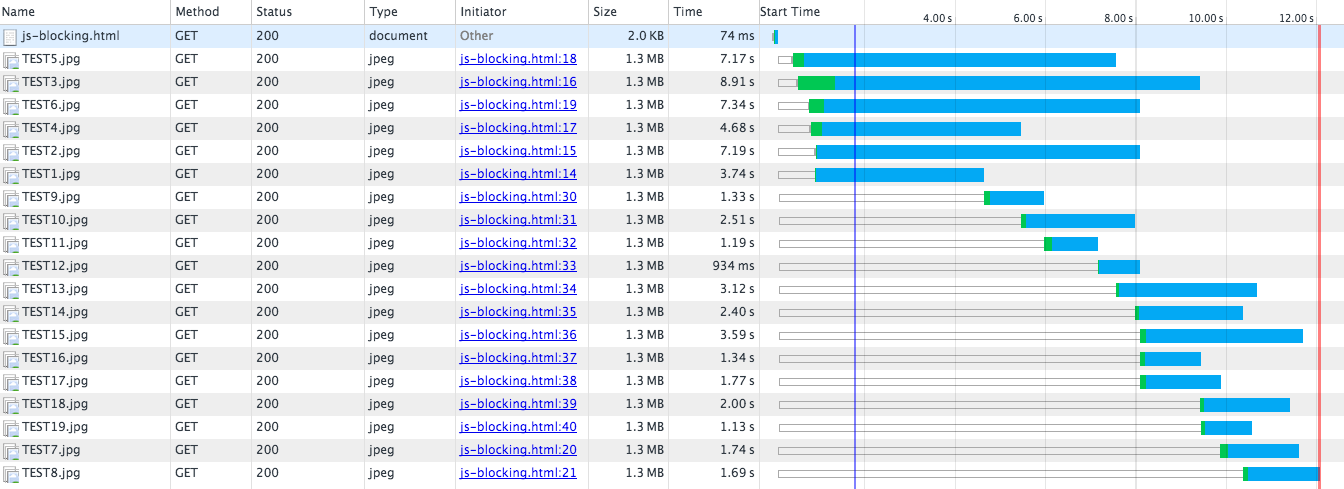 Name Method Status Type Initiator Size Time Start Time 4.00 s 6.00 s 8.00 s 10.00 s 12.00 s
js-blocking.html GET 200 document Other 2.0 KB 74 ms
TEST5.jpg GET 200 jpeg js-blocking.html:18 1.3 MB 7.17 s
TEST3.jpg GET 200 jpeg js-blocking.html:16 1.3 MB 8.91 s
TEST6.jpg GET 200 jpeg js-blocking.html:19 1.3 MB 7.34 s
TEST4.jpg GET 200 jpeg js-blocking.html:17 1.3 MB 4.68 s
TEST2.jpg GET 200 jpeg js-blocking.html:15 1.3 MB 7.19 s
TEST1.jpg GET 200 jpeg js-blocking.html:14 1.3 MB 3.74 s
TEST9.jpg GET 200 jpeg js-blocking.html:30 1.3 MB 1.33 s
TEST10.jpg GET 200 jpeg js-blocking.html:31 1.3 MB 2.51 s
TEST11.jpg GET 200 jpeg js-blocking.html:32 1.3 MB 1.19 s
TEST12.jpg GET 200 jpeg js-blocking.html:33 1.3 MB 934 ms
TEST13.jpg GET 200 jpeg js-blocking.html:34 1.3 MB 3.12 s
TEST14.jpg GET 200 jpeg js-blocking.html:35 1.3 MB 2.40 s
TEST15.jpg GET 200 jpeg js-blocking.html:36 1.3 MB 3.59 s
TEST16.jpg GET 200 jpeg js-blocking.html:37 1.3 MB 1.34 s
TEST17.jpg GET 200 jpeg js-blocking.html:38 1.3 MB 1.77 s
TEST18.jpg GET 200 jpeg js-blocking.html:39 1.3 MB 2.00 s
TEST19.jpg GET 200 jpeg js-blocking.html:40 1.3 MB 1.13 s
TEST7.jpg GET 200 jpeg js-blocking.html:20 1.3 MB 1.74 s
TEST8.jpg GET 200 jpeg js-blocking.html:21 1.3 MB 1.69 s